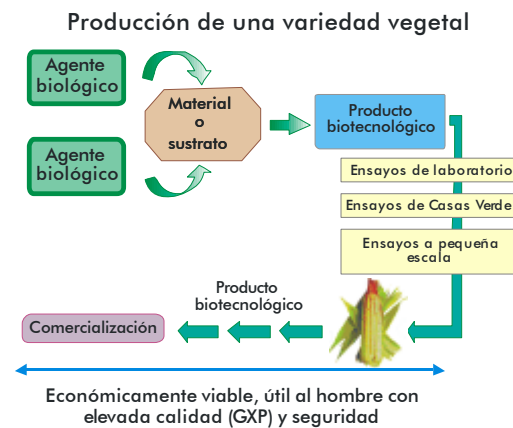 Producción de una variedad vegetal
Agente
biológico
Material
o
sustrato
Producto
biotecnológico
Agente
biológico
Ensayos de laboratorio
Ensayos de Casas Verde
Ensayos a pequeña
escala
Producto
biotecnológico
Comercialización
Económicamente viable, útil al hombre con
elevada calidad (GXP) y seguridad